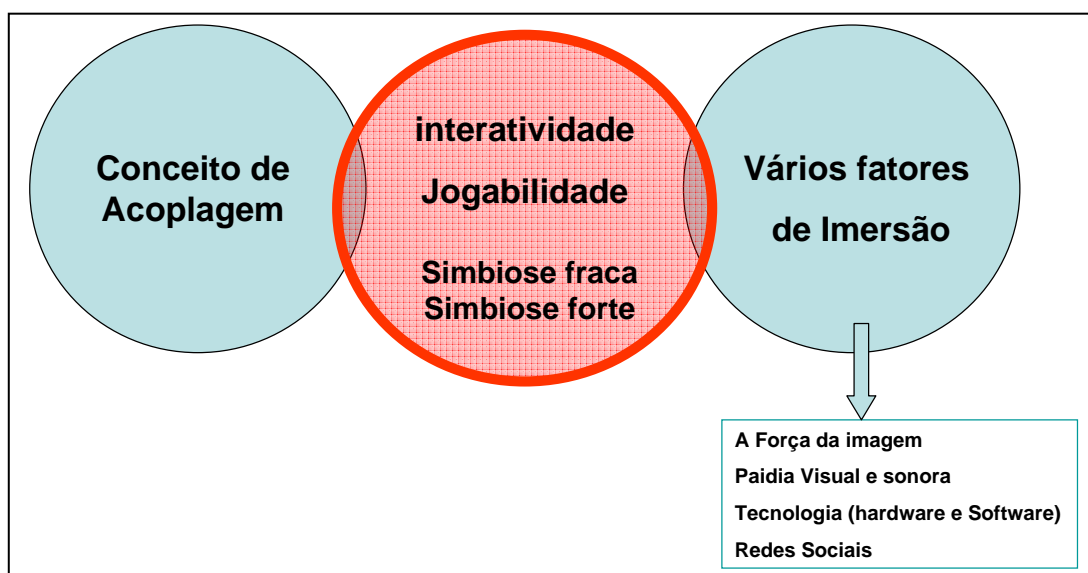 Conceito de
Acoplagem
interatividade
Jogabilidade
Simbiose fraca
Simbiose forte
Vários fatores
de Imersão
A Força da imagem
Paidia Visual e sonora
Tecnologia (hardware e Software)
Redes Sociais